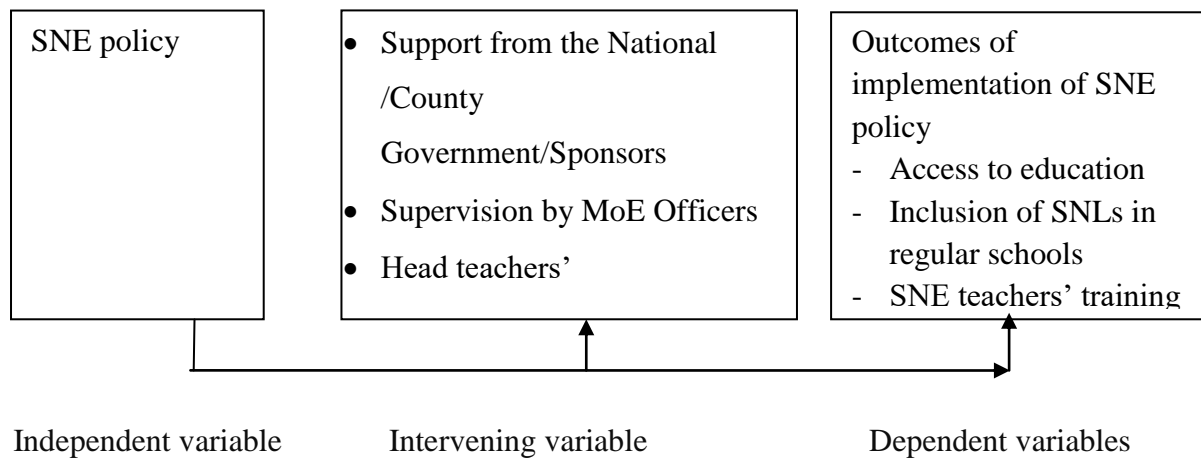 SNE policy
• Support from the National
/County
Government/Sponsors
• Supervision by MoE Officers
• Head teachers’
Outcomes of
implementation of SNE
policy
- Access to education
- Inclusion of SNLs in
regular schools
- SNE teachers’ training
Independent variable
Intervening variable
Dependent variables